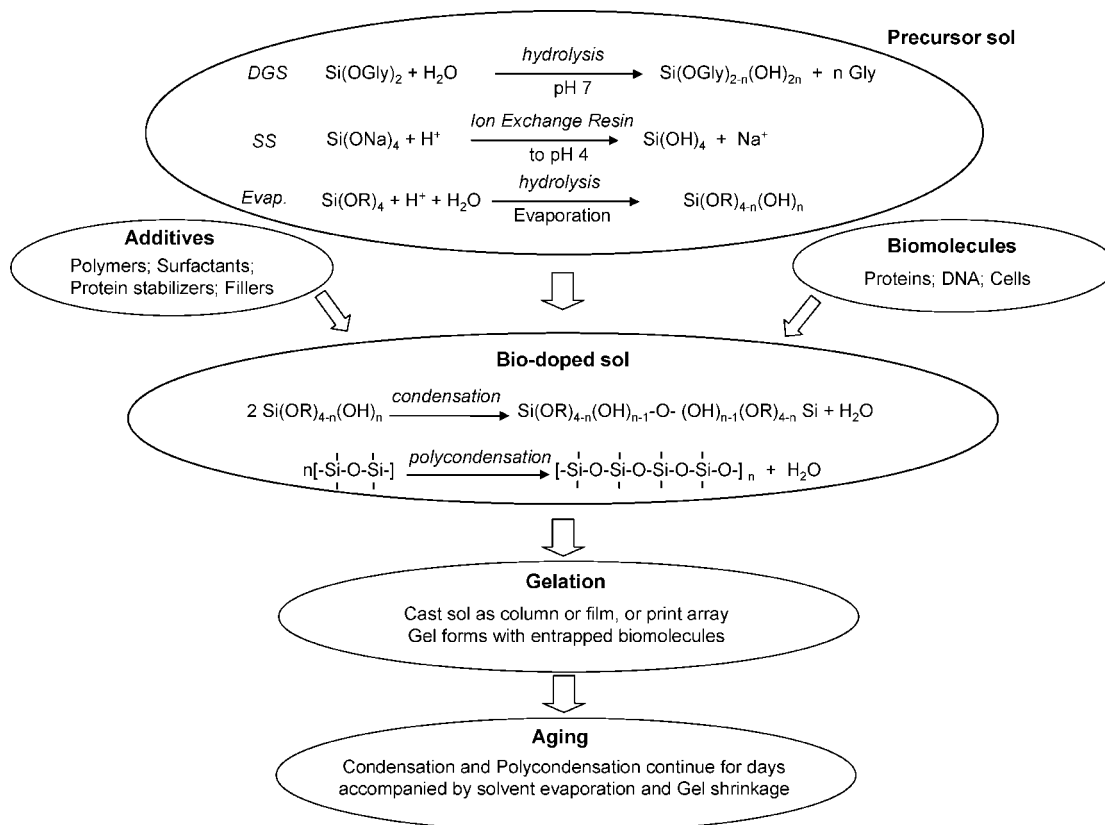 Precursor sol
DGS Si(OGly)₂ + H₂O hydrolysis pH 7 Si(OGly)₂₋ₙ(OH)₂ₙ + n Gly
SS Si(ONa)₄ + H⁺ Ion Exchange Resin to pH 4 Si(OH)₄ + Na⁺
Evap. Si(OR)₄ + H⁺ + H₂O hydrolysis Evaporation Si(OR)₄₋ₙ(OH)ₙ
Additives
Polymers; Surfactants;
Protein stabilizers; Fillers
Biomolecules
Proteins; DNA; Cells
Bio-doped sol
2 Si(OR)₄₋ₙ(OH)ₙ condensation Si(OR)₄₋ₙ(OH)ₙ₋₁-O- (OH)ₙ₋₁(OR)₄₋ₙ Si + H₂O
n[-Si-O-Si-] polycondensation [-Si-O-Si-O-Si-O-Si-O-]ₙ + H₂O
Gelation
Cast sol as column or film, or print array
Gel forms with entrapped biomolecules
Aging
Condensation and Polycondensation continue for days
accompanied by solvent evaporation and Gel shrinkage